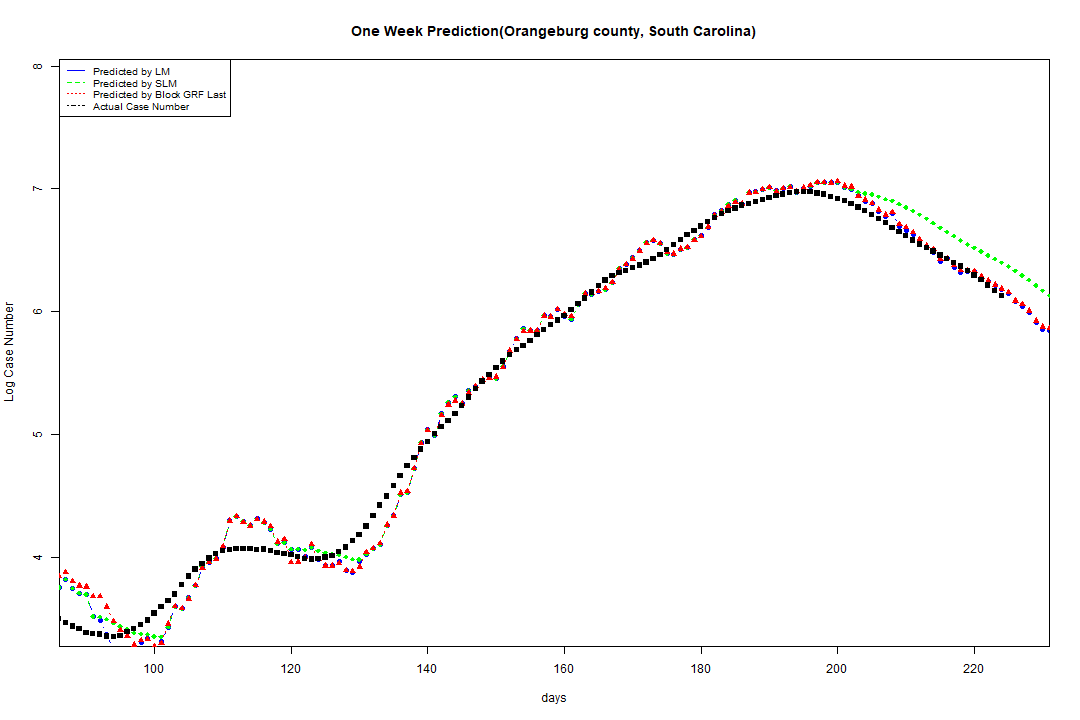 One Week Prediction(Orangeburg county, South Carolina)
Predicted by LM
Predicted by SLM
Predicted by Block GRF Last
Actual Case Number
8
7
6
5
4
Log Case Number
100 120 140 160 180 200 220
days